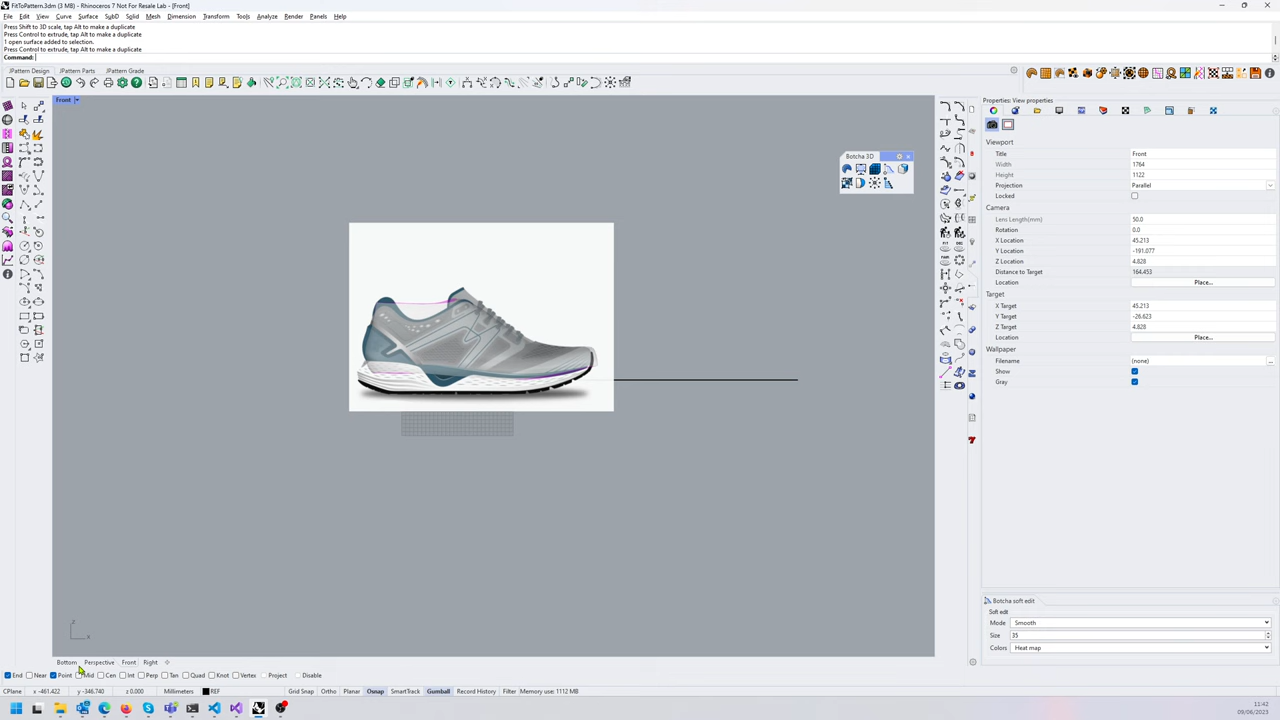 FitToPattern.3dm (3 MB) - Rhinoceros 7 Not For Resale Lab - [Front]
File Edit View Curve Surface SubD Solid Mesh Dimension Transform Tools Analyze Render Panels Help
Press Shift to 3D scale, tap Alt to make a duplicate
Press Control to extrude, tap Alt to make a duplicate
1 open surface added to selection.
Press Control to extrude, tap Alt to make a duplicate
Command:
JPattern Design JPattern Parts JPattern Grade
Front
Botcha 3D
Properties: View properties
Viewport
Title Front
Width 1764
Height 1122
Projection Parallel
Locked
Camera
Lens Length(mm) 50.0
Rotation 0.0
X Location 45.213
Y Location -191.077
Z Location 4.828
Distance to Target 164.453
Location Place...
Target
X Target 45.213
Y Target -26.623
Z Target 4.828
Location Place...
Wallpaper
Filename (none) ...
Show
Gray
Botcha soft edit
Soft edit
Mode Smooth
Size 35
Colors Heat map
z
x
Bottom Perspective Front Right
End Near Point Mid Cen Int Perp Tan Quad Knot Vertex Project Disable
CPlane x -461.422 y -346.740 z 0.000 Millimeters REF Grid Snap Ortho Planar Osnap SmartTrack Gumball Record History Filter Memory use: 1112 MB
11:42
09/06/2023